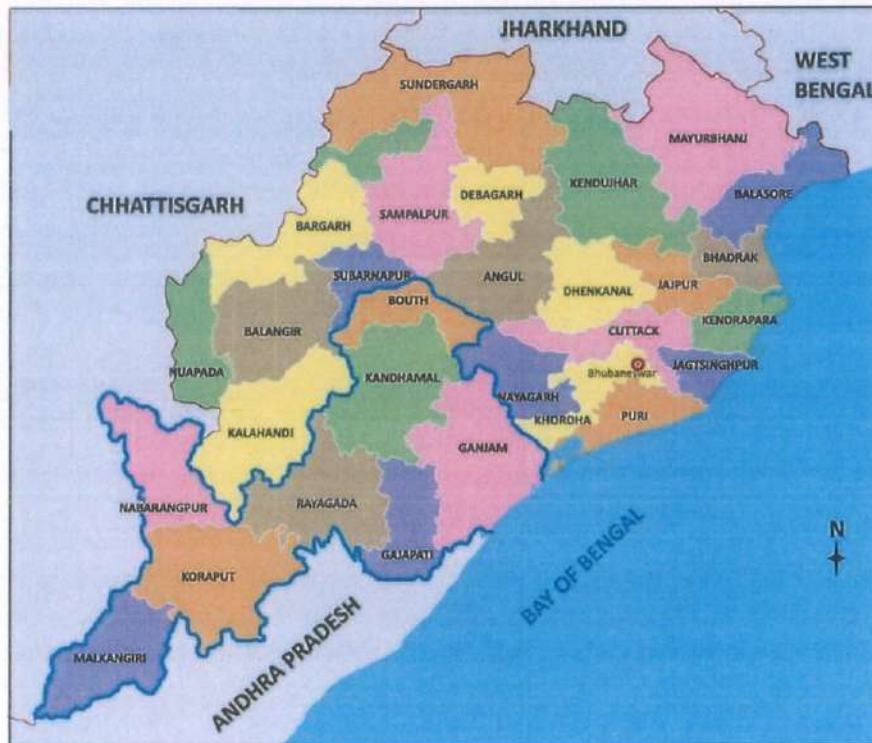 JHARKHAND
WEST
BENGAL
SUNDERGARH
MAYURBHANJ
KENDUJHAR
BALASORE
CHHATTISGARH
DEBAGARH
SAMPALPUR
BARGARH
BHADRAK
SUBARNAPUR
ANGUL
DHENKANAL
JAJPUR
BOUTH
KENDRAPARA
BALANGIR
CUTTACK
NUAPADA
KANDHAMAL
Bhubaneswar
JAGTSINGHPUR
NAYAGARH
KHORDHA
PURI
KALAHANDI
GANJAM
NABARANGPUR
RAYAGADA
N
GAJAPATI
KORAPUT
BAY OF BENGAL
MALKANGIRI
ANDHRA PRADESH